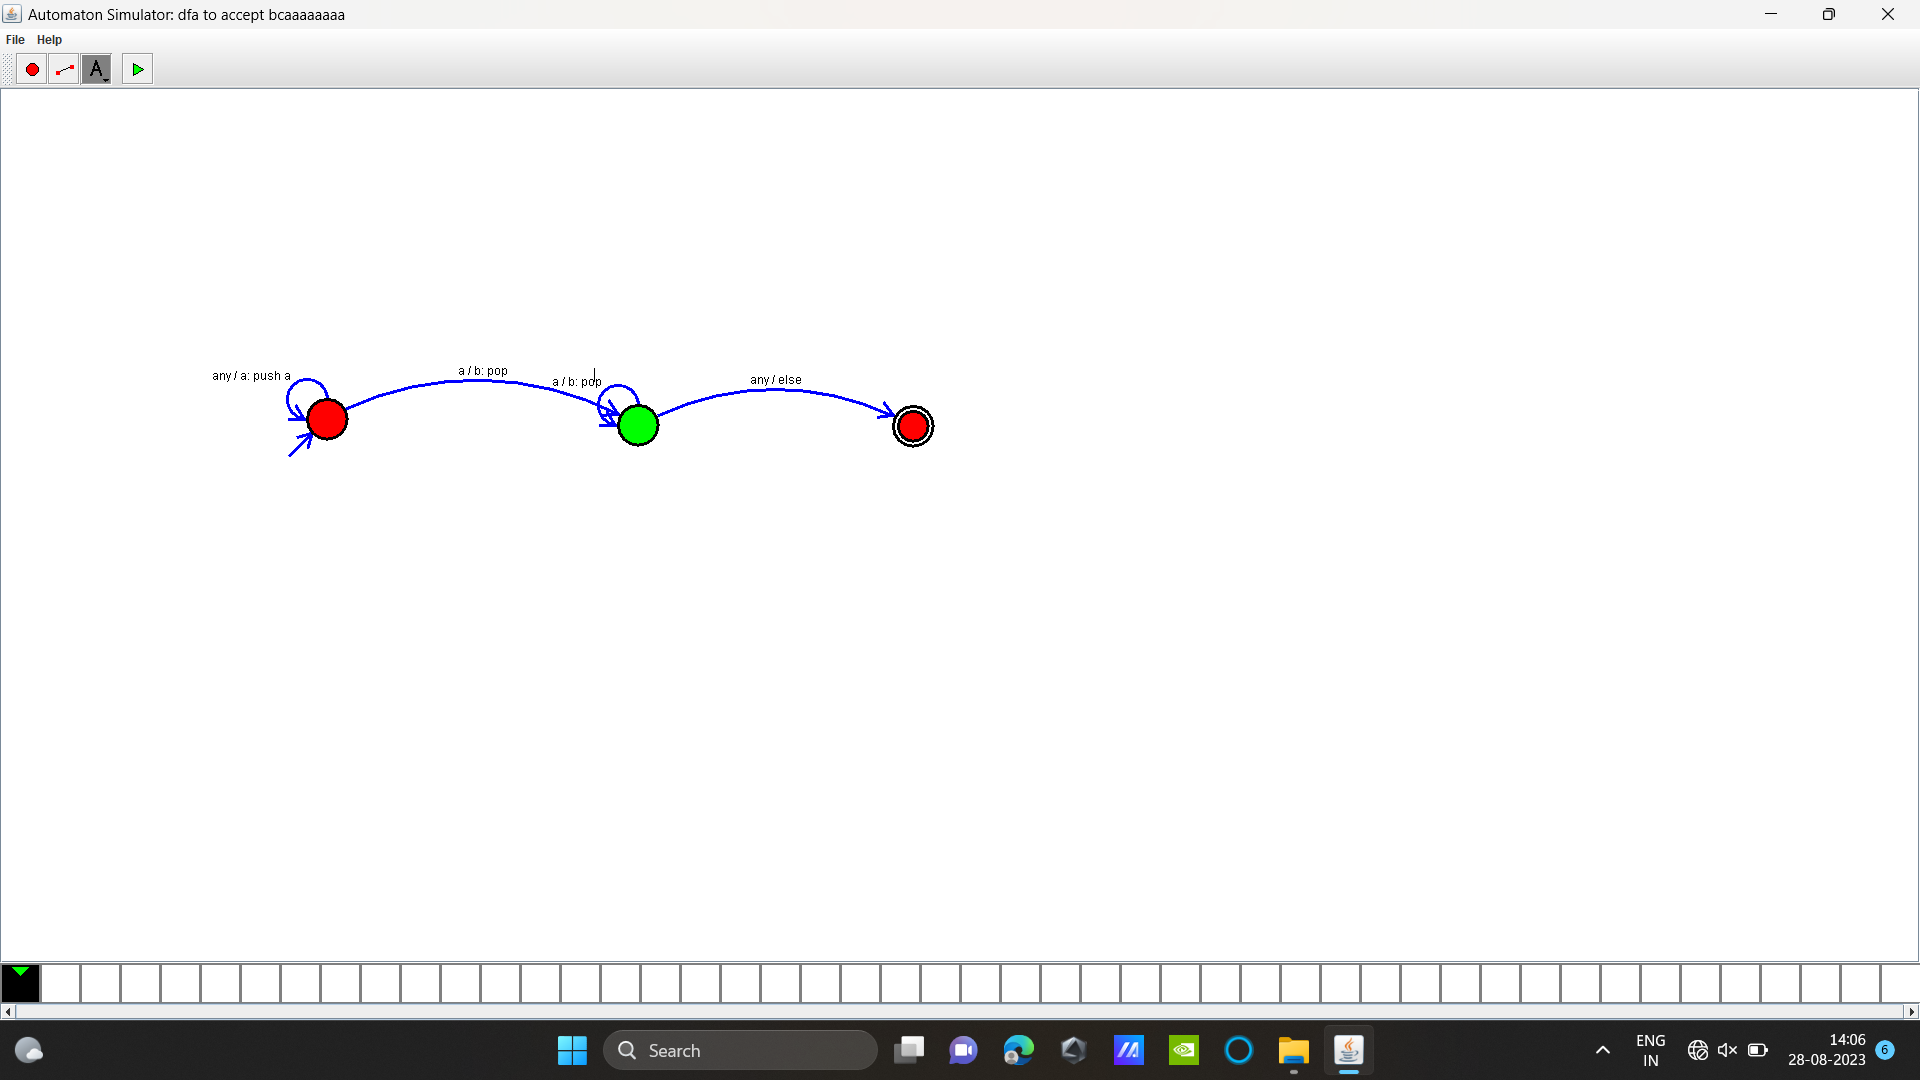 Automaton Simulator: dfa to accept bcaaaaaaaa
File Help
A
any / a: push a
a / b: pop
a / b: pop
any / else
Search
ENG
IN
14:06
28-08-2023
6